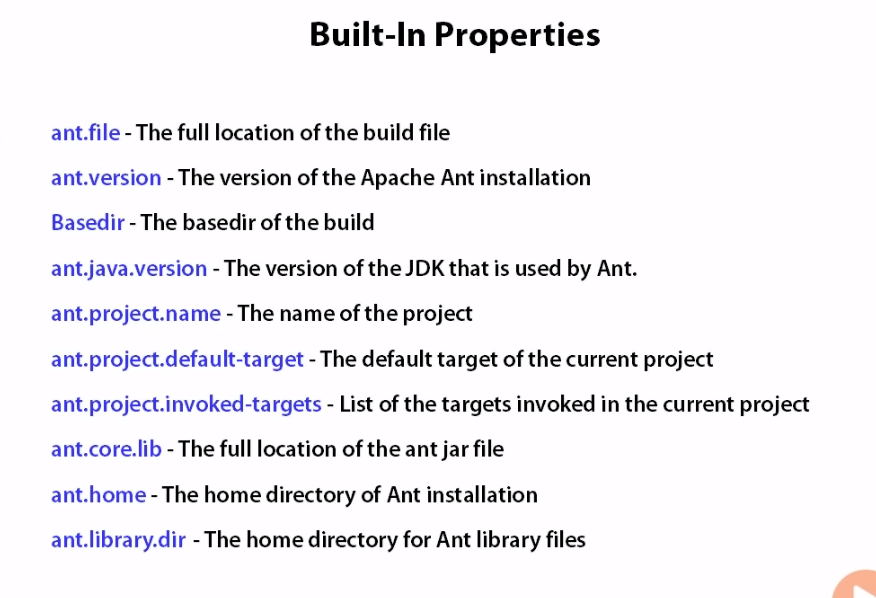 Built-In Properties
ant.file - The full location of the build file
ant.version - The version of the Apache Ant installation
Basedir - The basedir of the build
ant.java.version - The version of the JDK that is used by Ant.
ant.project.name - The name of the project
ant.project.default-target - The default target of the current project
ant.project.invoked-targets - List of the targets invoked in the current project
ant.core.lib - The full location of the ant jar file
ant.home - The home directory of Ant installation
ant.library.dir - The home directory for Ant library files